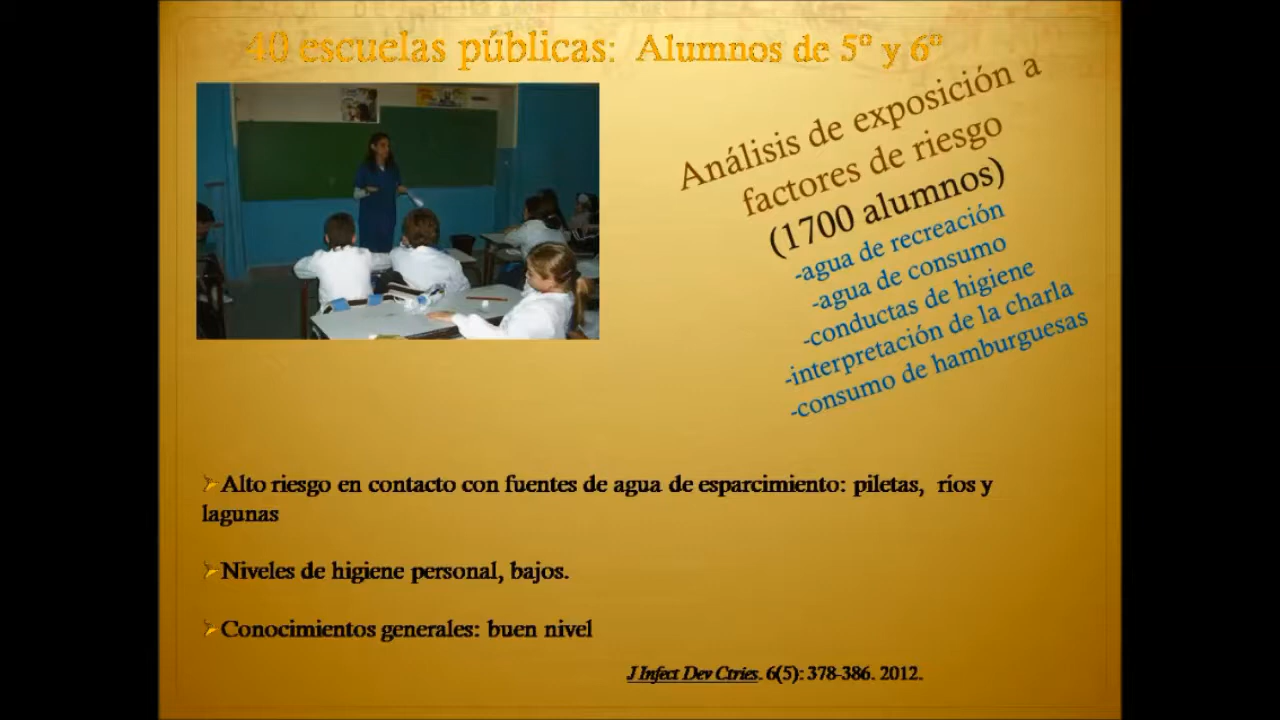 40 escuelas públicas: Alumnos de 5º y 6º
Análisis de exposición a
factores de riesgo
(1700 alumnos)
-agua de recreación
-agua de consumo
-conductas de higiene
-interpretación de la charla
-consumo de hamburguesas
Alto riesgo en contacto con fuentes de agua de esparcimiento: piletas, ríos y
lagunas
Niveles de higiene personal, bajos.
Conocimientos generales: buen nivel
J Infect Dev Ctries. 6(5): 378-386. 2012.